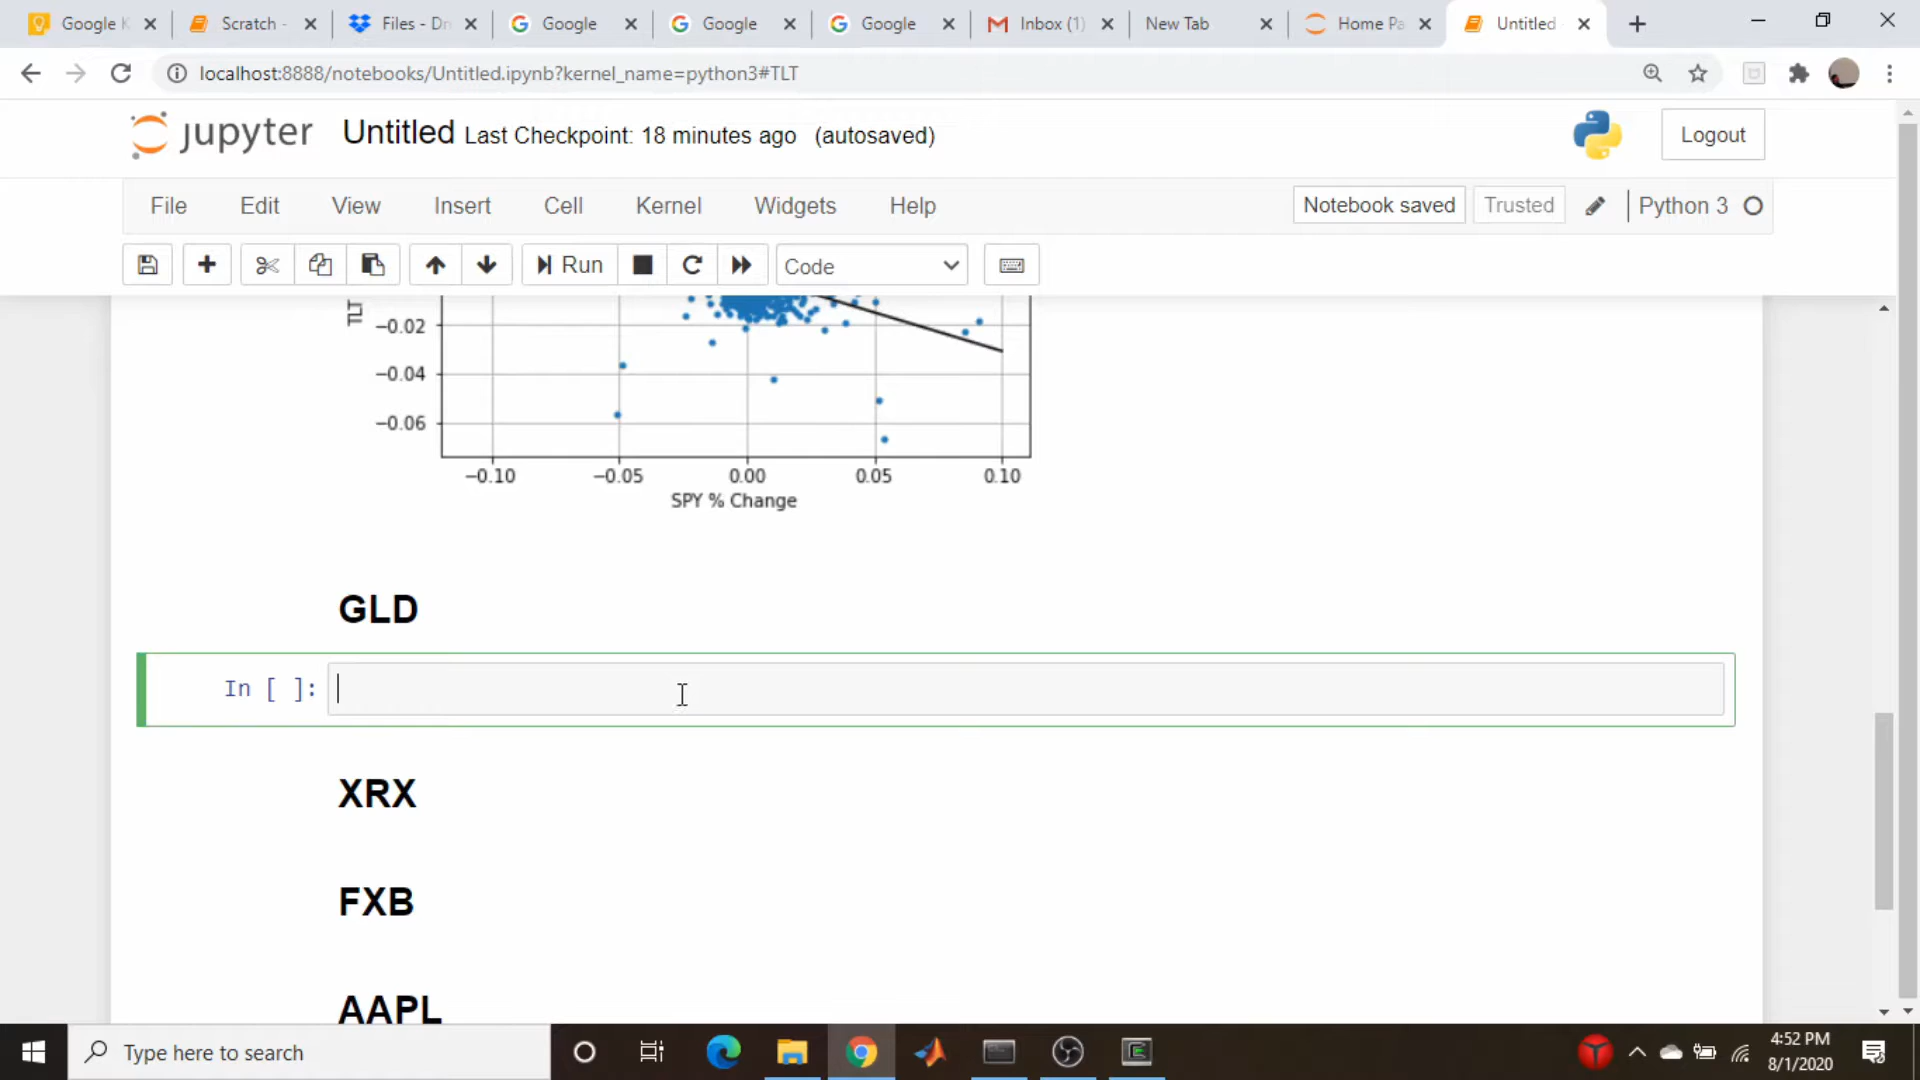 Google K
Scratch -
Files - Dr
Google
Google
Google
Inbox (1)
New Tab
Home Pa
Untitled
localhost:8888/notebooks/Untitled.ipynb?kernel_name=python3#TLT
jupyter Untitled Last Checkpoint: 18 minutes ago (autosaved)
Logout
File Edit View Insert Cell Kernel Widgets Help
Notebook saved Trusted Python 3
Run Code
TLT
−0.02
−0.04
−0.06
−0.10 −0.05 0.00 0.05 0.10
SPY % Change
GLD
In [ ]:
XRX
FXB
AAPL
Type here to search
4:52 PM
8/1/2020